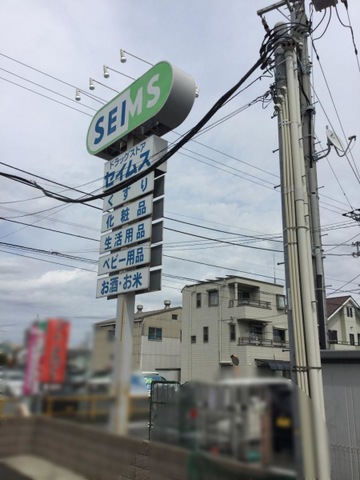 SEIMS
ドラッグストア
セイムス
くすり
化粧品
生活用品
ベビー用品
お酒・お米